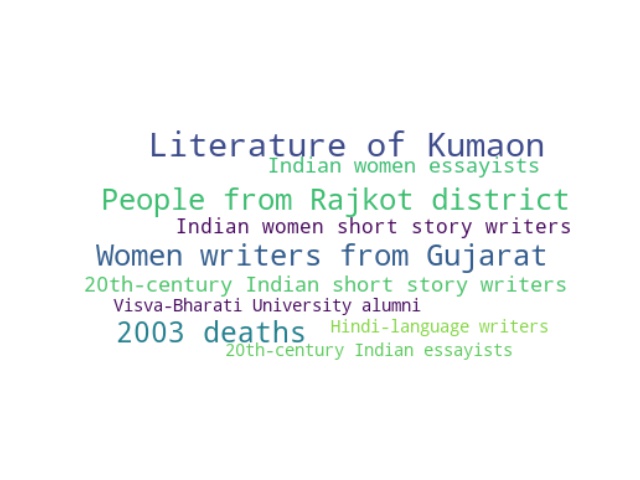 Literature of Kumaon
Indian women essayists
People from Rajkot district
Indian women short story writers
Women writers from Gujarat
20th-century Indian short story writers
Visva-Bharati University alumni
2003 deaths
Hindi-language writers
20th-century Indian essayists